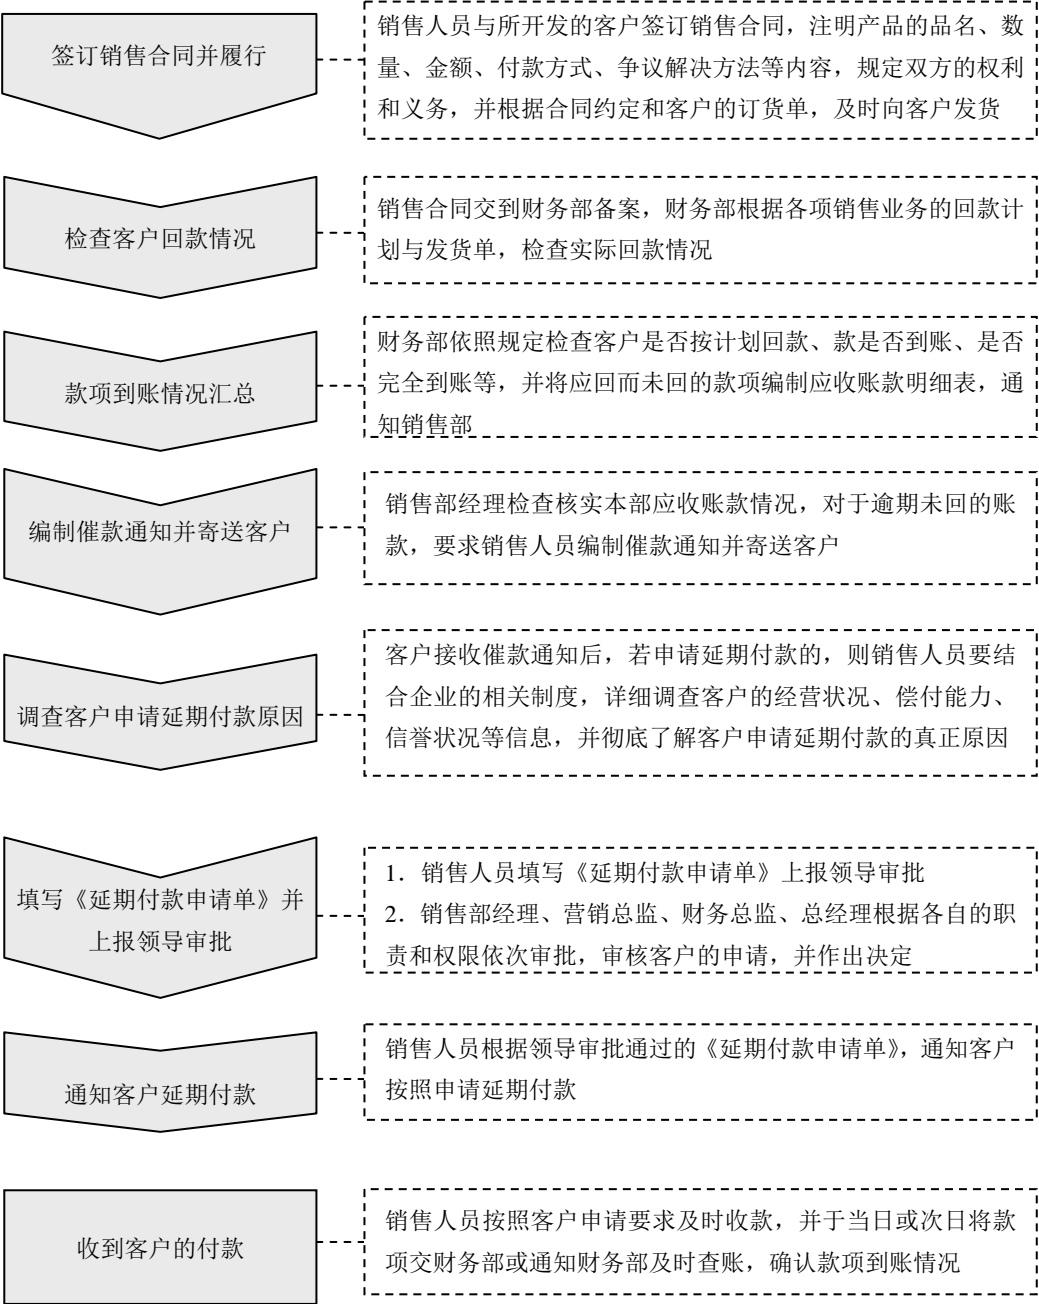 签订销售合同并履行
销售人员与所开发的客户签订销售合同，注明产品的品名、数
量、金额、付款方式、争议解决方法等内容，规定双方的权利
和义务，并根据合同约定和客户的订货单，及时向客户发货
检查客户回款情况
销售合同交到财务部备案，财务部根据各项销售业务的回款计
划与发货单，检查实际回款情况
款项到账情况汇总
财务部依照规定检查客户是否按计划回款、款是否到账、是否
完全到账等，并将应回而未回的款项编制应收账款明细表，通
知销售部
编制催款通知并寄送客户
销售部经理检查核实本部应收账款情况，对于逾期未回的账
款，要求销售人员编制催款通知并寄送客户
调查客户申请延期付款原因
客户接收催款通知后，若申请延期付款的，则销售人员要结
合企业的相关制度，详细调查客户的经营状况、偿付能力、
信誉状况等信息，并彻底了解客户申请延期付款的真正原因
填写《延期付款申请单》并
上报领导审批
1．销售人员填写《延期付款申请单》上报领导审批
2．销售部经理、营销总监、财务总监、总经理根据各自的职
责和权限依次审批，审核客户的申请，并作出决定
通知客户延期付款
销售人员根据领导审批通过的《延期付款申请单》，通知客户
按照申请延期付款
收到客户的付款
销售人员按照客户申请要求及时收款，并于当日或次日将款
项交财务部或通知财务部及时查账，确认款项到账情况